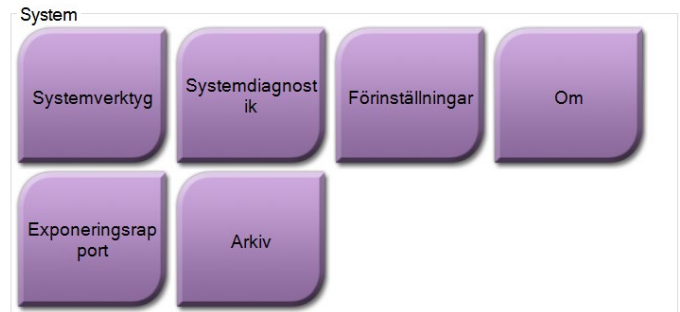 System
Systemverktyg
Systemdiagnost
ik
Förinställningar
Om
Exponeringsrap
port
Arkiv